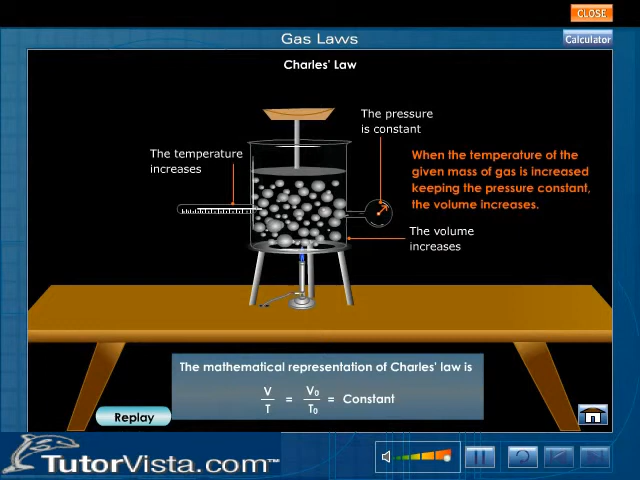 CLOSE
Gas Laws
Calculator
Charles' Law
The pressure
is constant
The temperature
increases
When the temperature of the
given mass of gas is increased
keeping the pressure constant,
the volume increases.
The volume
increases
The mathematical representation of Charles' law is
V/T = V₀/T₀ = Constant
Replay
TutorVista.com™